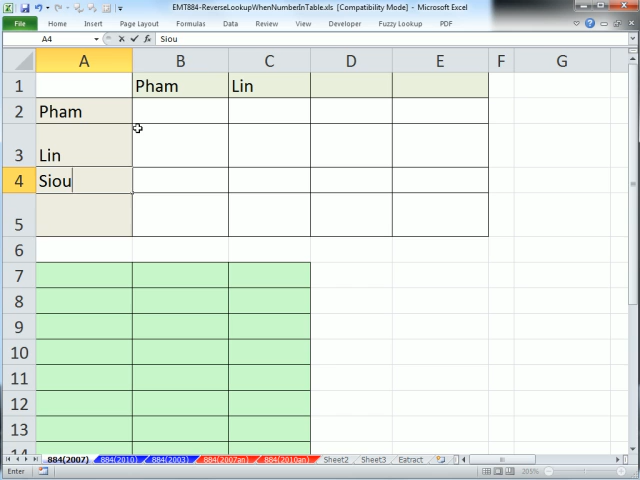 EMT884-ReverseLookupWhenNumberInTable.xls [Compatibility Mode] - Microsoft Excel
File Home Insert Page Layout Formulas Data Review View Developer Fuzzy Lookup PDF
A4 fx Siou
A B C D E F G
1 Pham Lin
2 Pham
3 Lin
4 Siou
5
6
7
8
9
10
11
12
13
14
884(2007) 884(2010) 884(2003) 884(2007an) 884(2010an) Sheet2 Sheet3 Eatract
Enter 205%